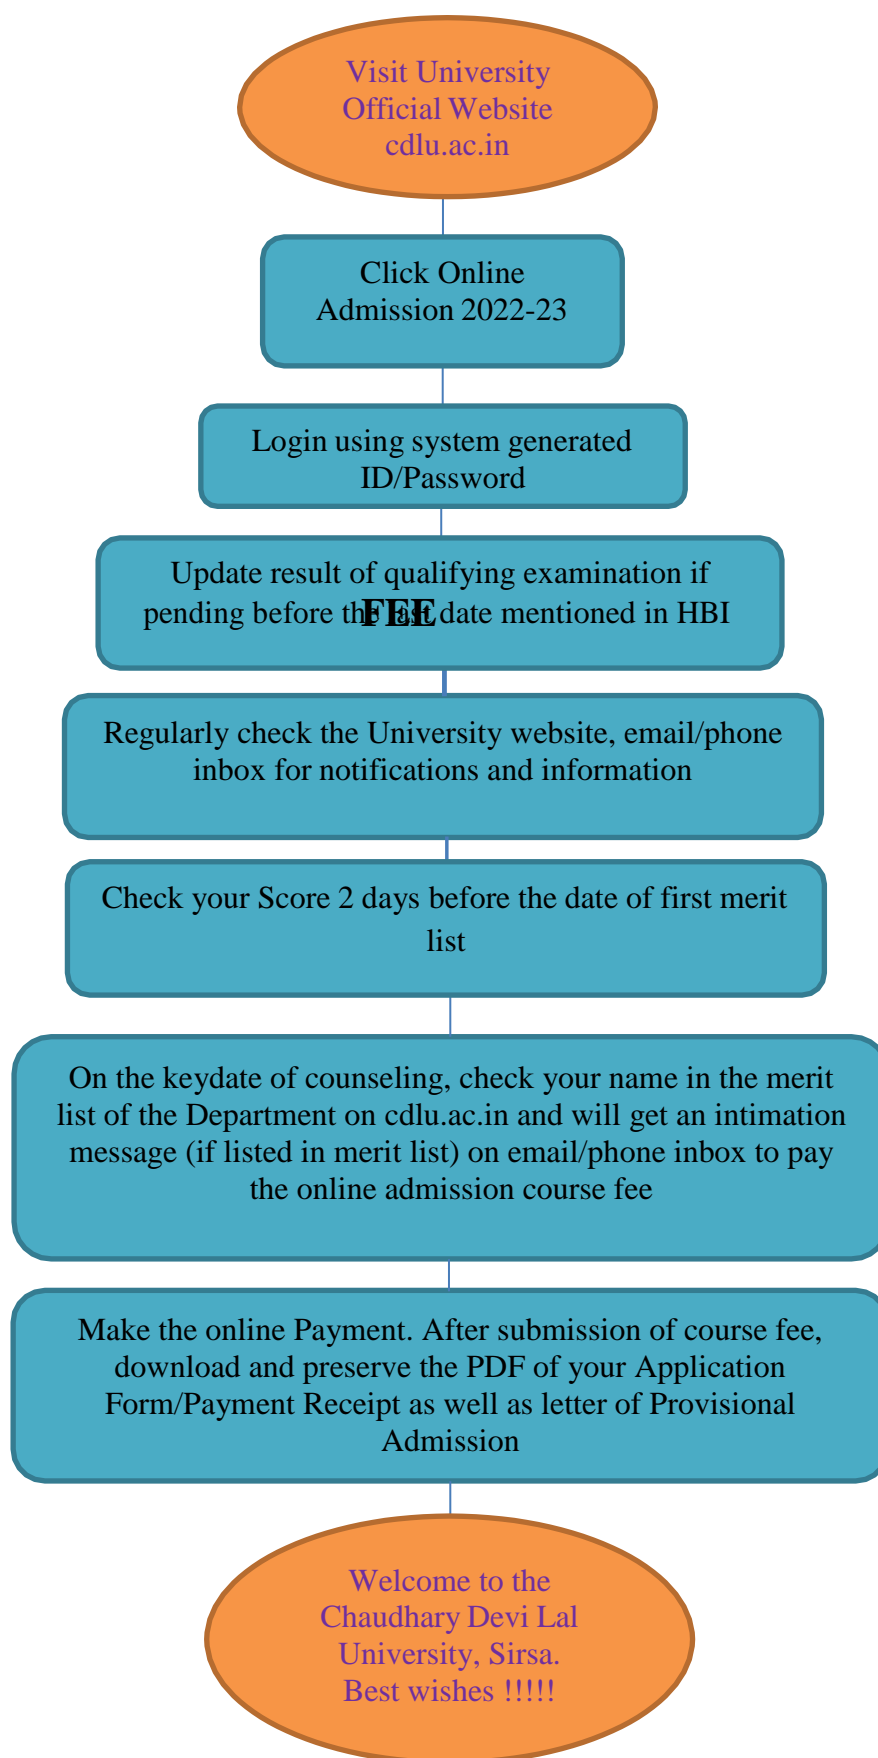 Visit University
Official Website
cdlu.ac.in
Click Online
Admission 2022-23
Login using system generated
ID/Password
Update result of qualifying examination if
pending before the last date mentioned in HBI
FEE
Regularly check the University website, email/phone
inbox for notifications and information
Check your Score 2 days before the date of first merit
list
On the keydate of counseling, check your name in the merit
list of the Department on cdlu.ac.in and will get an intimation
message (if listed in merit list) on email/phone inbox to pay
the online admission course fee
Make the online Payment. After submission of course fee,
download and preserve the PDF of your Application
Form/Payment Receipt as well as letter of Provisional
Admission
Welcome to the
Chaudhary Devi Lal
University, Sirsa.
Best wishes !!!!!